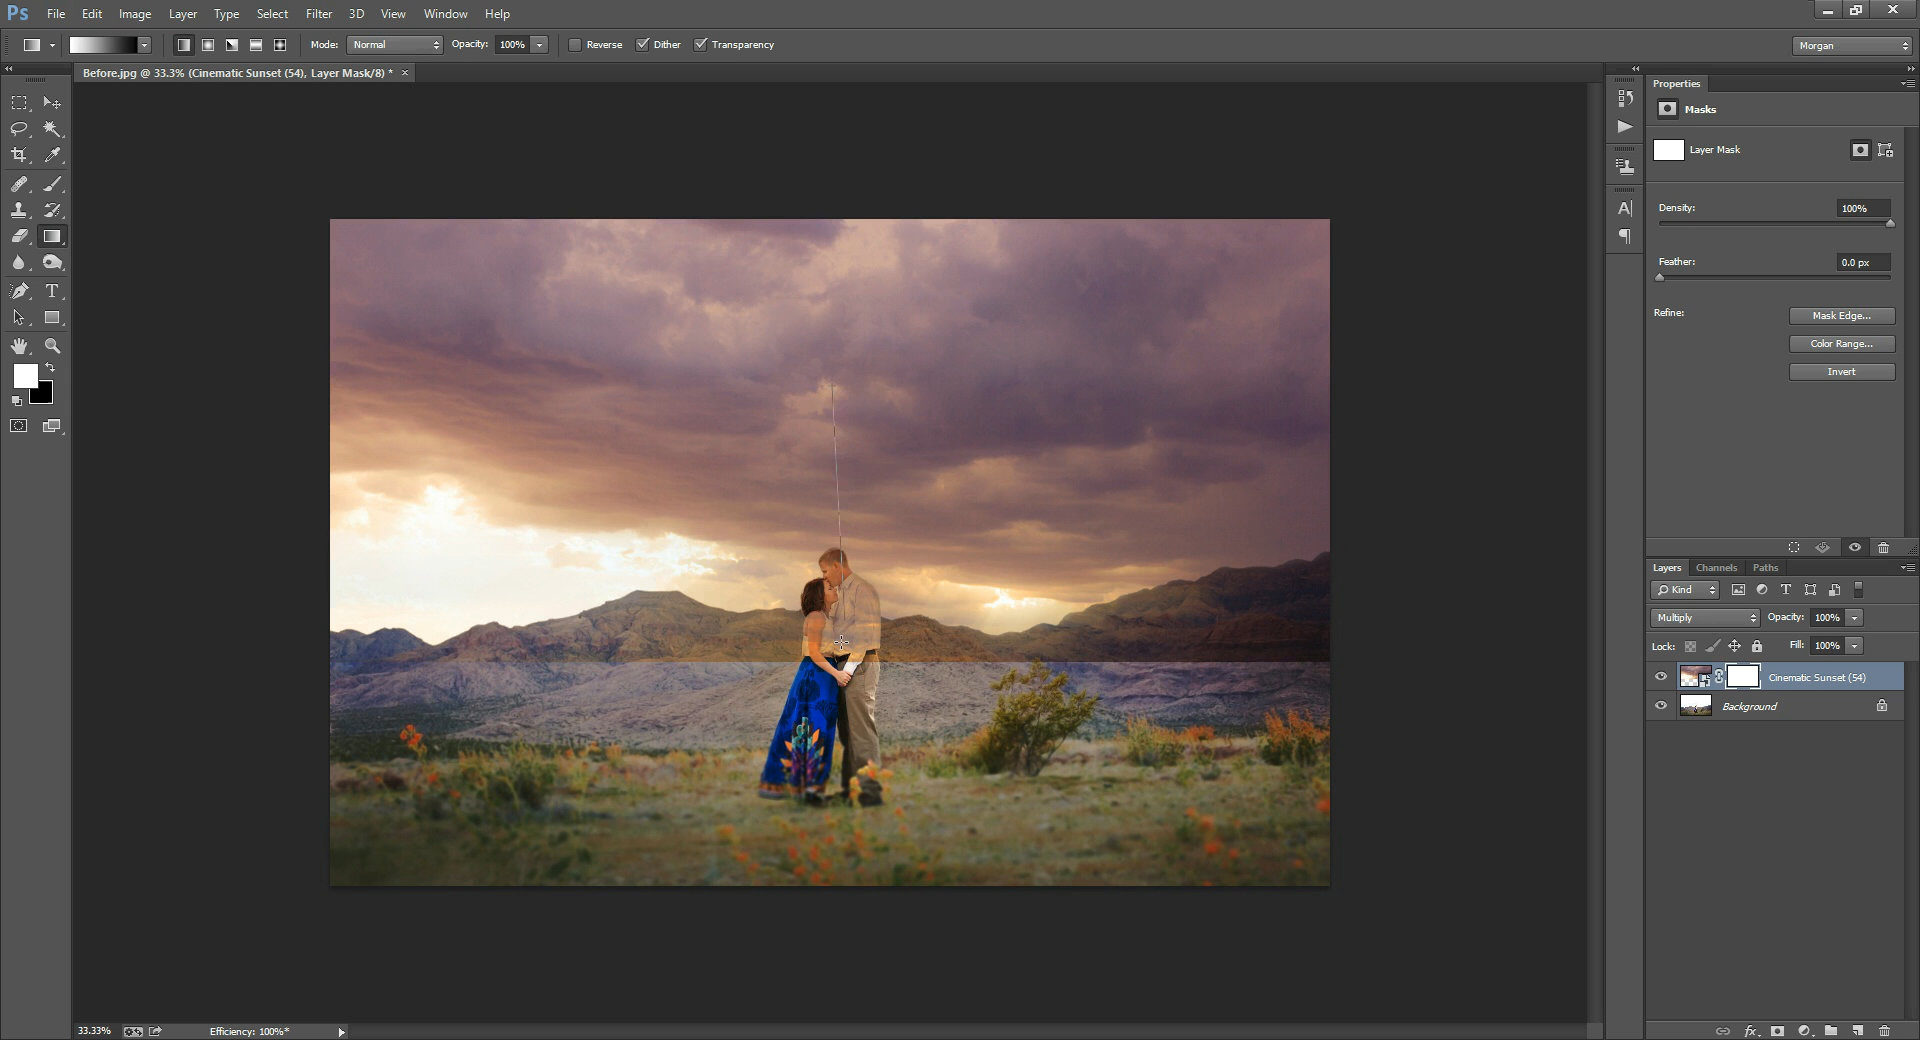 Ps File Edit Image Layer Type Select Filter 3D View Window Help
Mode: Normal Opacity: 100% Reverse Dither Transparency Morgan
Before.jpg @ 33.3% (Cinematic Sunset (54), Layer Mask/8) * ×
Properties
Masks
Layer Mask
Density: 100%
Feather: 0.0 px
Refine: Mask Edge...
Color Range...
Invert
Layers Channels Paths
Kind
Multiply Opacity: 100%
Lock: Fill: 100%
Cinematic Sunset (54)
Background
33.33% Efficiency: 100%*